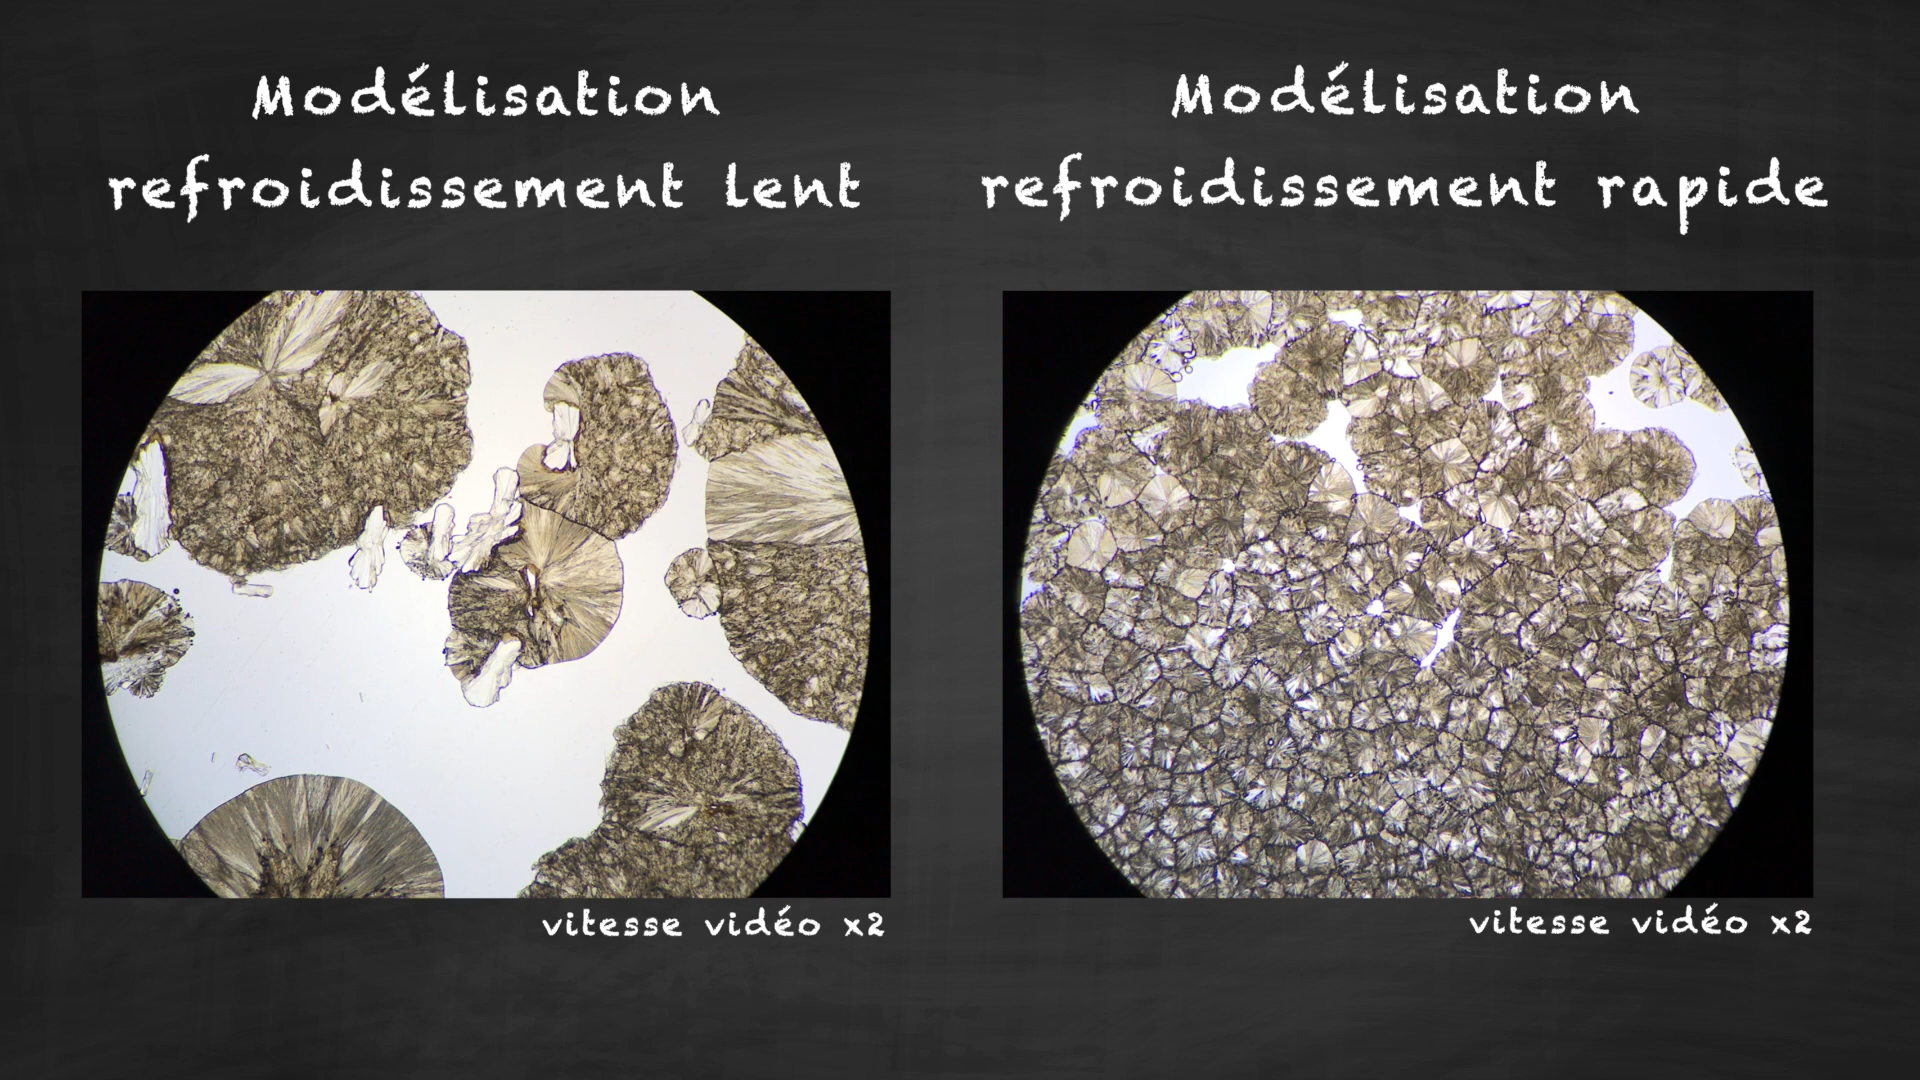 Modélisation
refroidissement lent
Modélisation
refroidissement rapide
vitesse vidéo x2
vitesse vidéo x2